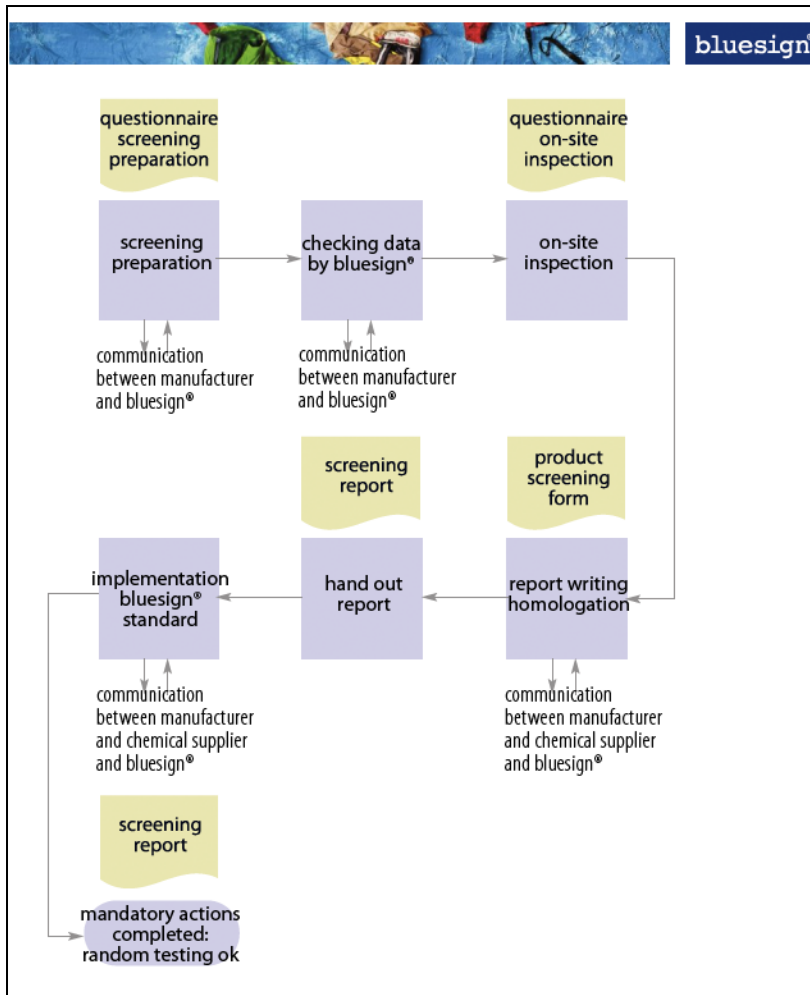 bluesign®
questionnaire
screening
preparation
questionnaire
on-site
inspection
screening
preparation
checking data
by bluesign®
on-site
inspection
communication
between manufacturer
and bluesign®
communication
between manufacturer
and bluesign®
screening
report
product
screening
form
implementation
bluesign®
standard
hand out
report
report writing
homologation
communication
between manufacturer
and chemical supplier
and bluesign®
communication
between manufacturer
and chemical supplier
and bluesign®
screening
report
mandatory actions
completed:
random testing ok